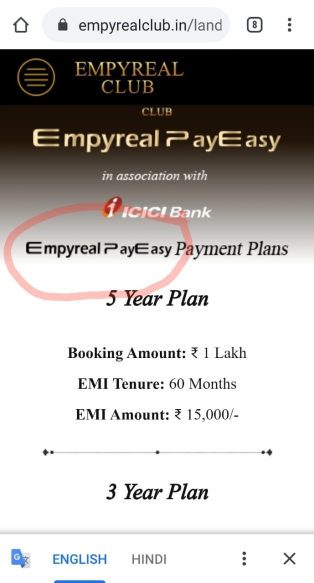 empyrealclub.in/land
8
EMPYREAL
CLUB
CLUB
Empyreal PayEasy
in association with
ICICI Bank
Empyreal PayEasy Payment Plans
5 Year Plan
Booking Amount: ₹ 1 Lakh
EMI Tenure: 60 Months
EMI Amount: ₹ 15,000/-
3 Year Plan
ENGLISH HINDI